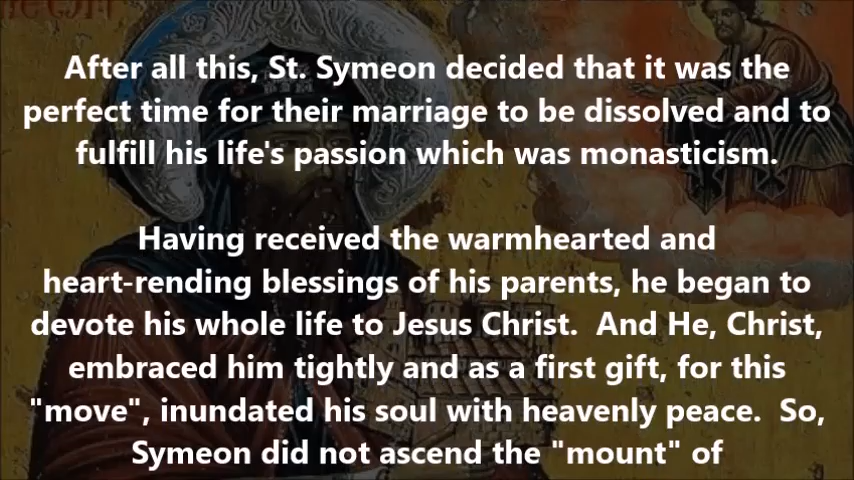 After all this, St. Symeon decided that it was the
perfect time for their marriage to be dissolved and to
fulfill his life's passion which was monasticism.
Having received the warmhearted and
heart-rending blessings of his parents, he began to
devote his whole life to Jesus Christ.  And He, Christ,
embraced him tightly and as a first gift, for this
"move", inundated his soul with heavenly peace.  So,
Symeon did not ascend the "mount" of